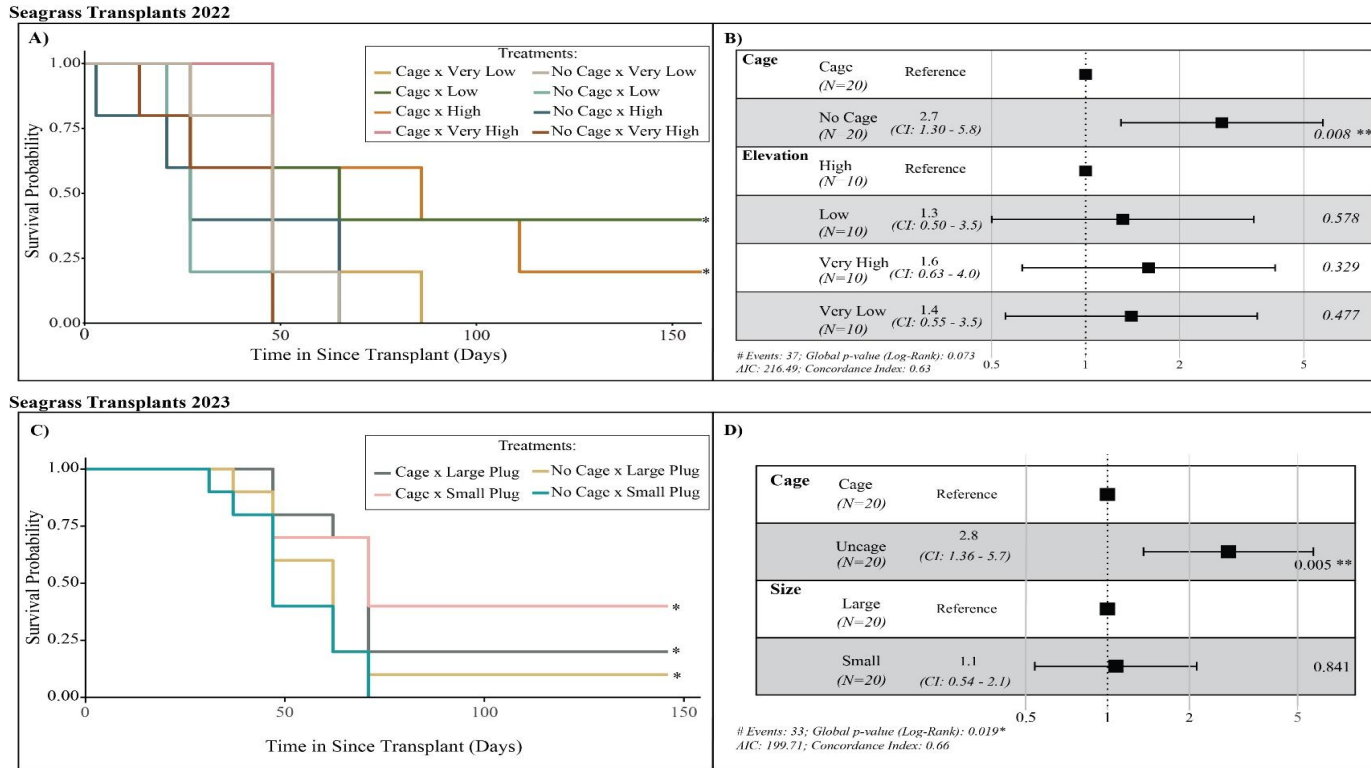 Seagrass Transplants 2022
A)
Treatments:
Cage x Very Low No Cage x Very Low
Cage x Low No Cage x Low
Cage x High No Cage x High
Cage x Very High No Cage x Very High
Survival Probability
1.00
0.75
0.50
0.25
0.00
*
*
0 50 100 150
Time in Since Transplant (Days)
B)
Cage
Cage Reference
(N=20)
No Cage 2.7
(N=20) (CI: 1.30 - 5.8) 0.008 **
Elevation
High Reference
(N=10)
Low 1.3
(N=10) (CI: 0.50 - 3.5) 0.578
Very High 1.6
(N=10) (CI: 0.63 - 4.0) 0.329
Very Low 1.4
(N=10) (CI: 0.55 - 3.5) 0.477
# Events: 37; Global p-value (Log-Rank): 0.073
AIC: 216.49; Concordance Index: 0.63
0.5 1 2 5
Seagrass Transplants 2023
C)
Treatments:
Cage x Large Plug No Cage x Large Plug
Cage x Small Plug No Cage x Small Plug
Survival Probability
1.00
0.75
0.50
0.25
0.00
*
*
*
0 50 100 150
Time in Since Transplant (Days)
D)
Cage
Cage Reference
(N=20)
Uncage 2.8
(N=20) (CI: 1.36 - 5.7) 0.005 **
Size
Large Reference
(N=20)
Small 1.1
(N=20) (CI: 0.54 - 2.1) 0.841
0.5 1 2 5
# Events: 33; Global p-value (Log-Rank): 0.019*
AIC: 199.71; Concordance Index: 0.66